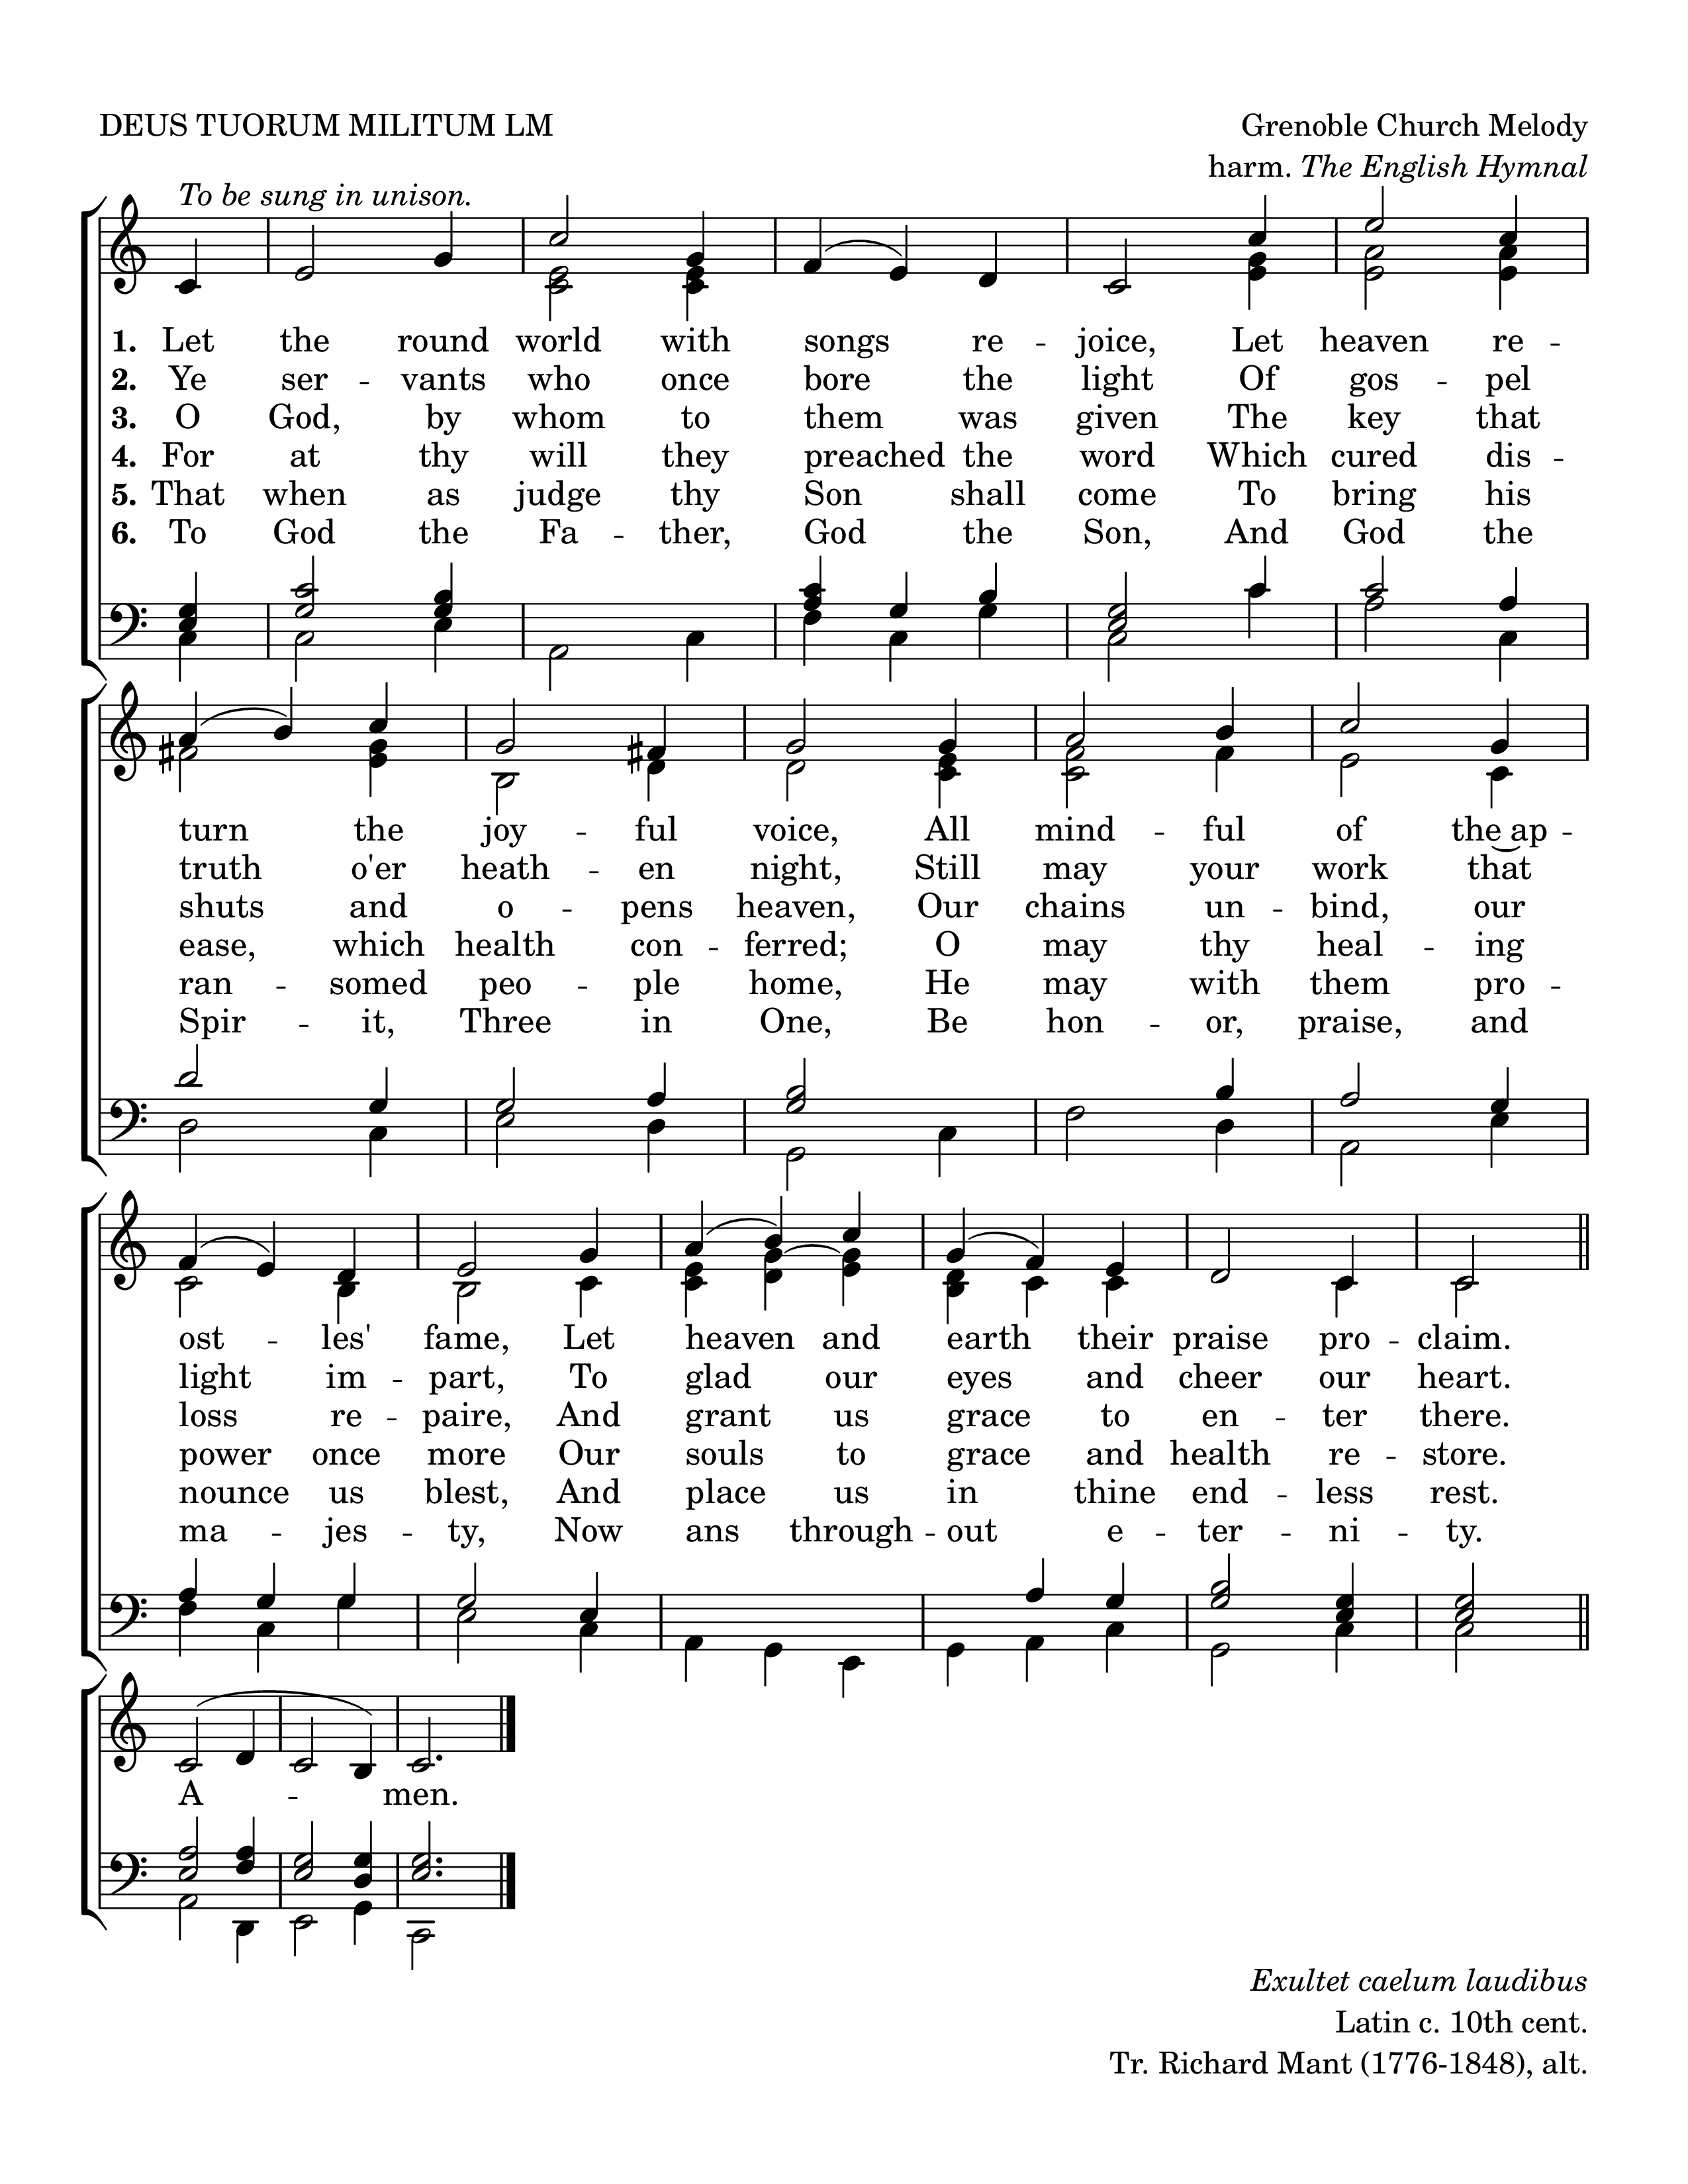 DEUS TUORUM MILITUM LM
Grenoble Church Melody
harm. The English Hymnal
To be sung in unison.
1. Let the round world with songs re - joice, Let heaven re -
2. Ye ser - vants who once bore the light Of gos - pel
3. O God, by whom to them was given The key that
4. For at thy will they preached the word Which cured dis -
5. That when as judge thy Son shall come To bring his
6. To God the Fa - ther, God the Son, And God the
turn the joy - ful voice, All mind - ful of the‿ap -
truth o'er heath - en night, Still may your work that
shuts and o - pens heaven, Our chains un - bind, our
ease, which health con - ferred; O may thy heal - ing
ran - somed peo - ple home, He may with them pro -
Spir - it, Three in One, Be hon - or, praise, and
ost - les' fame, Let heaven and earth their praise pro - claim.
light im - part, To glad our eyes and cheer our heart.
loss re - paire, And grant us grace to en - ter there.
power once more Our souls to grace and health re - store.
nounce us blest, And place us in thine end - less rest.
ma - jes - ty, Now ans through - out e - ter - ni - ty.
A - men.
Exultet caelum laudibus
Latin c. 10th cent.
Tr. Richard Mant (1776-1848), alt.